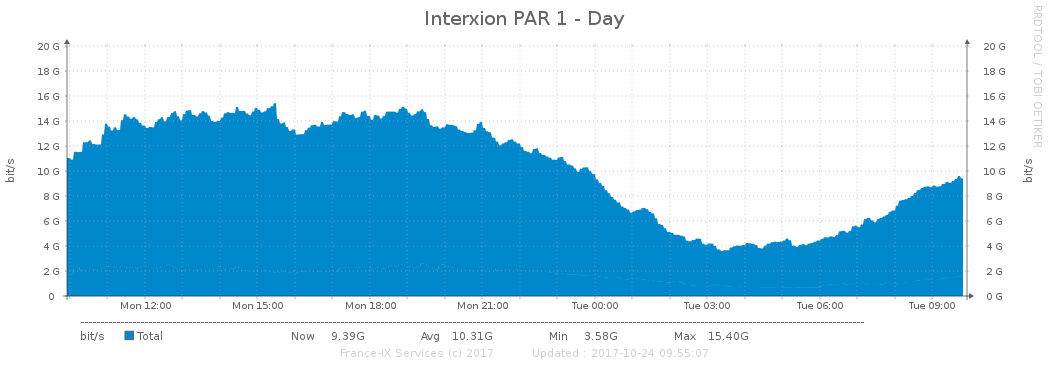 Interxion PAR 1 - Day
RRDTOOL / TOBI OETIKER
20 G 20 G
18 G 18 G
16 G 16 G
14 G 14 G
12 G 12 G
10 G 10 G
8 G 8 G
6 G 6 G
4 G 4 G
2 G 2 G
0 0 G
bit/s
bit/s
Mon 12:00 Mon 15:00 Mon 18:00 Mon 21:00 Tue 00:00 Tue 03:00 Tue 06:00 Tue 09:00
bit/s Total Now 9.39G Avg 10.31G Min 3.58G Max 15.40G
France-IX Services (c) 2017 Updated : 2017-10-24 09:55:07